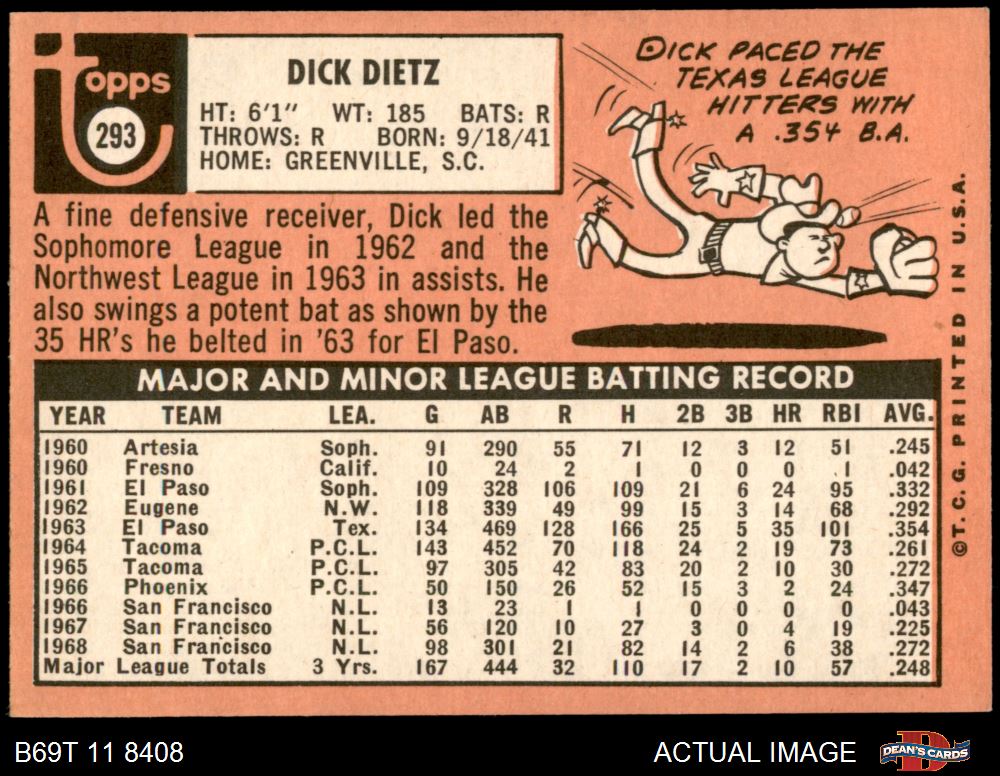 Topps
293
DICK DIETZ
HT: 6'1" WT: 185 BATS: R
THROWS: R BORN: 9/18/41
HOME: GREENVILLE, S.C.
DICK PACED THE
TEXAS LEAGUE
HITTERS WITH
A .354 B.A.
A fine defensive receiver, Dick led the
Sophomore League in 1962 and the
Northwest League in 1963 in assists. He
also swings a potent bat as shown by the
35 HR's he belted in '63 for El Paso.
MAJOR AND MINOR LEAGUE BATTING RECORD
YEAR TEAM LEA. G AB R H 2B 3B HR RBI AVG.
1960 Artesia Soph. 91 290 55 71 12 3 12 51 .245
1960 Fresno Calif. 10 24 2 1 0 0 0 1 .042
1961 El Paso Soph. 109 328 106 109 21 6 24 95 .332
1962 Eugene N.W. 118 339 49 99 15 3 14 68 .292
1963 El Paso Tex. 134 469 128 166 25 5 35 101 .354
1964 Tacoma P.C.L. 143 452 70 118 24 2 19 73 .261
1965 Tacoma P.C.L. 97 305 42 83 20 2 10 30 .272
1966 Phoenix P.C.L. 50 150 26 52 15 3 2 24 .347
1966 San Francisco N.L. 13 23 1 1 0 0 0 0 .043
1967 San Francisco N.L. 56 120 10 27 3 0 4 19 .225
1968 San Francisco N.L. 98 301 21 82 14 2 6 38 .272
Major League Totals 3 Yrs. 167 444 32 110 17 2 10 57 .248
©T.C.G. PRINTED IN U.S.A.
B69T 11 8408
ACTUAL IMAGE
DEAN'S CARDS